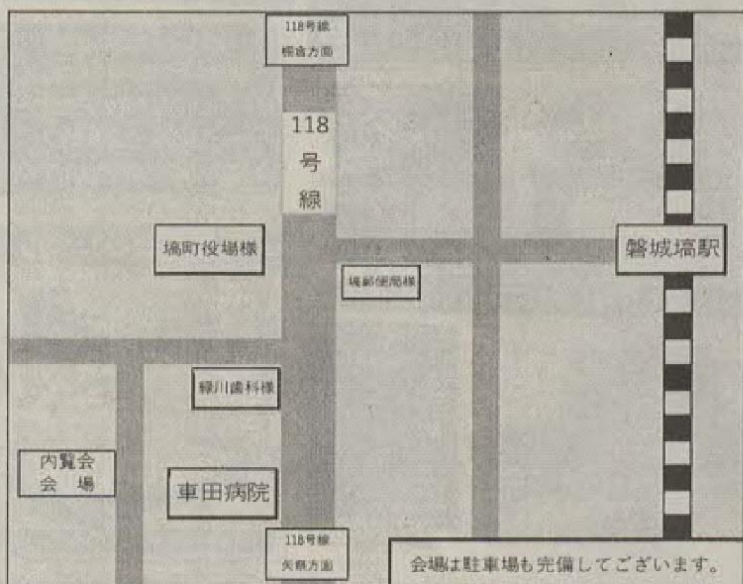 118号線
棚倉方面
118
号
線
塙町役場様
磐城塙駅
塙郵便局様
緑川歯科様
内覧会
会 場
車田病院
118号線
矢祭方面
会場は駐車場も完備してございます。